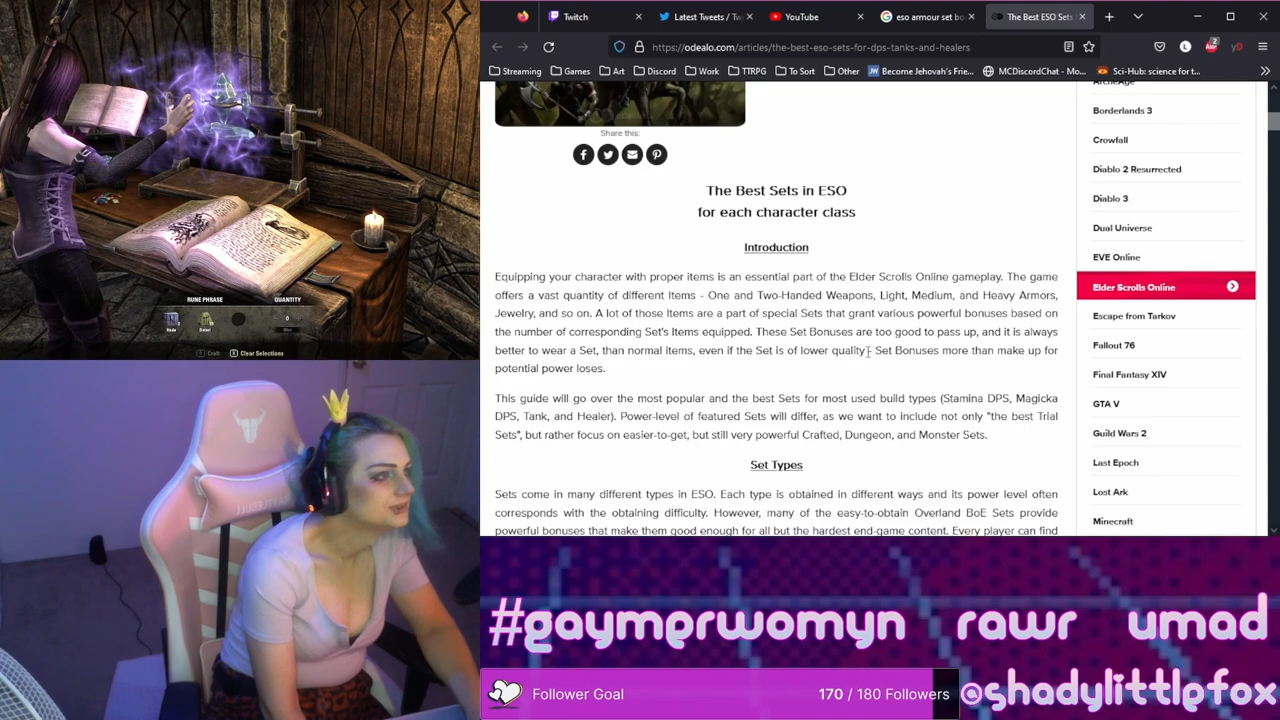 Twitch
Latest Tweets / Tw
YouTube
eso armour set bo
The Best ESO Sets
https://odealo.com/articles/the-best-eso-sets-for-dps-tanks-and-healers
Streaming
Games
Art
Discord
Work
TTRPG
To Sort
Other
Become Jehovah's Frie...
MCDiscordChat - Mo...
Sci-Hub: science for t...
ArcheAge
Borderlands 3
Crowfall
Diablo 2 Resurrected
Diablo 3
Dual Universe
EVE Online
Elder Scrolls Online
Escape from Tarkov
Fallout 76
Final Fantasy XIV
GTA V
Guild Wars 2
Last Epoch
Lost Ark
Minecraft
Share this:
The Best Sets in ESO
for each character class
Introduction
Equipping your character with proper items is an essential part of the Elder Scrolls Online gameplay. The game
offers a vast quantity of different Items - One and Two-Handed Weapons, Light, Medium, and Heavy Armors,
Jewelry, and so on. A lot of those Items are a part of special Sets that grant various powerful bonuses based on
the number of corresponding Set's Items equipped. These Set Bonuses are too good to pass up, and it is always
better to wear a Set, than normal items, even if the Set is of lower quality- Set Bonuses more than make up for
potential power loses.
This guide will go over the most popular and the best Sets for most used build types (Stamina DPS, Magicka
DPS, Tank, and Healer). Power-level of featured Sets will differ, as we want to include not only "the best Trial
Sets", but rather focus on easier-to-get, but still very powerful Crafted, Dungeon, and Monster Sets.
Set Types
Sets come in many different types in ESO. Each type is obtained in different ways and its power level often
corresponds with the obtaining difficulty. However, many of the easy-to-obtain Overland BoE Sets provide
powerful bonuses that make them good enough for all but the hardest end-game content. Every player can find
RUNE PHRASE
QUANTITY
0
Craft
Clear Selections
#gaymerwomyn rawr umad
Follower Goal
170 / 180 Followers
@shadylittlefox